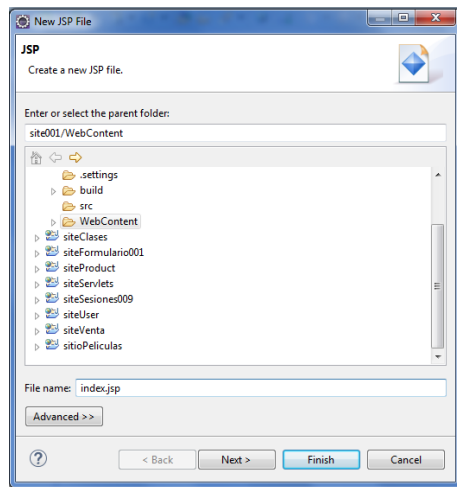 New JSP File
JSP
Create a new JSP file.
Enter or select the parent folder:
site001/WebContent
.settings
build
src
WebContent
siteClases
siteFormulario001
siteProduct
siteServlets
siteSesiones009
siteUser
siteVenta
sitioPeliculas
File name: index.jsp
Advanced >>
? < Back Next > Finish Cancel